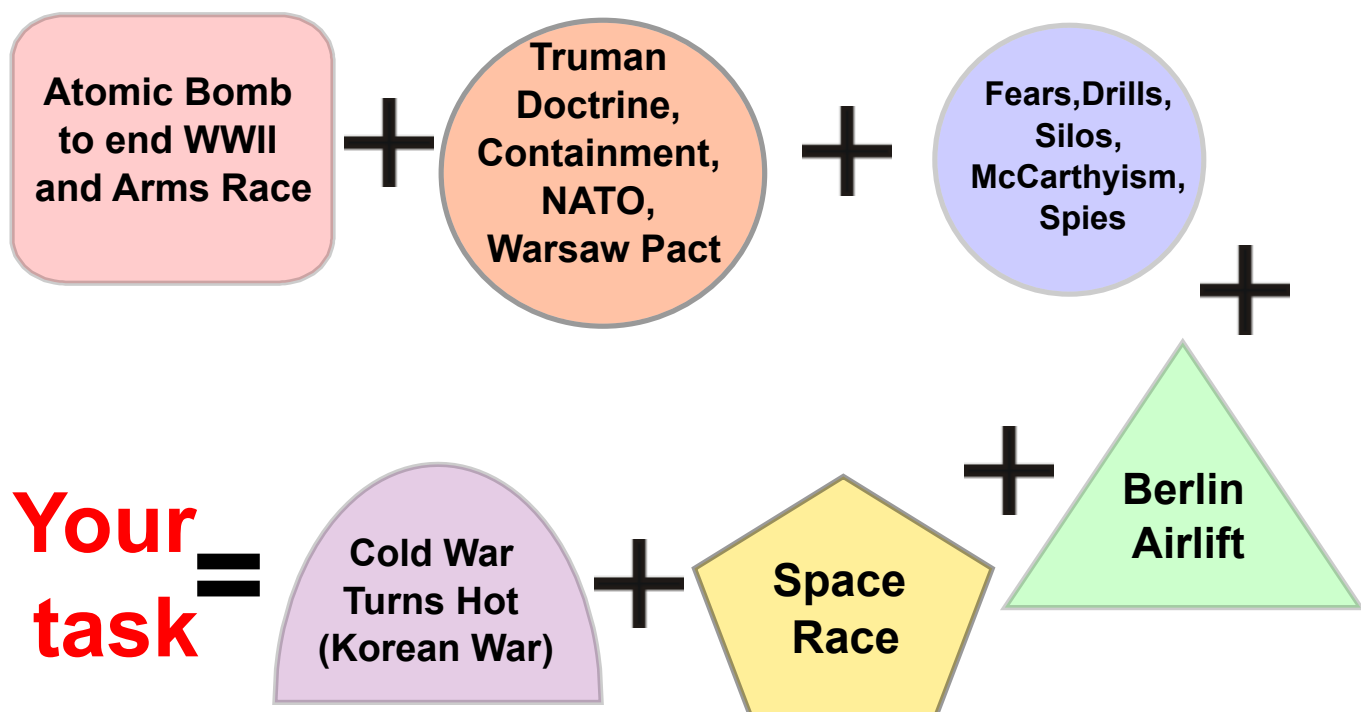 Atomic Bomb
to end WWII
and Arms Race
+
Truman
Doctrine,
Containment,
NATO,
Warsaw Pact
+
Fears,Drills,
Silos,
McCarthyism,
Spies
+
Berlin
Airlift
+
Space
Race
+
Cold War
Turns Hot
(Korean War)
=
Your
task